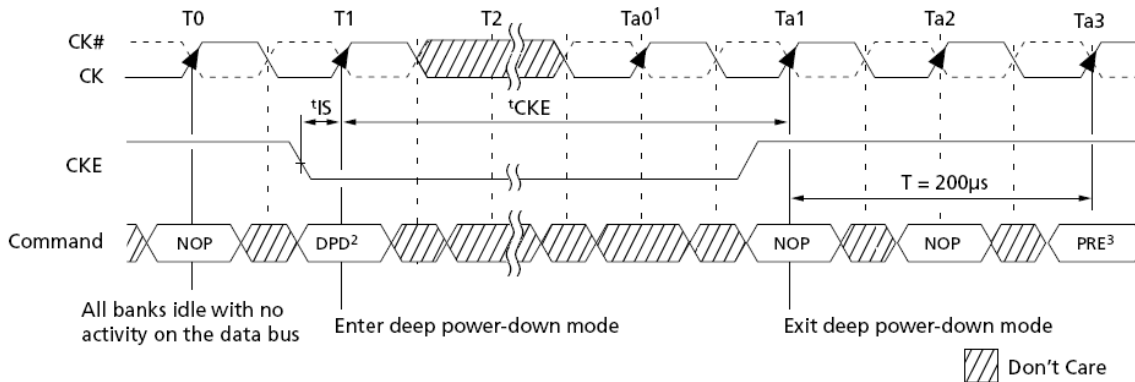 T0 T1 T2 Ta0¹ Ta1 Ta2 Ta3
CK#
CK
tIS tCKE
CKE
T = 200µs
Command NOP DPD² NOP NOP PRE³
All banks idle with no
activity on the data bus
Enter deep power-down mode
Exit deep power-down mode
Don't Care